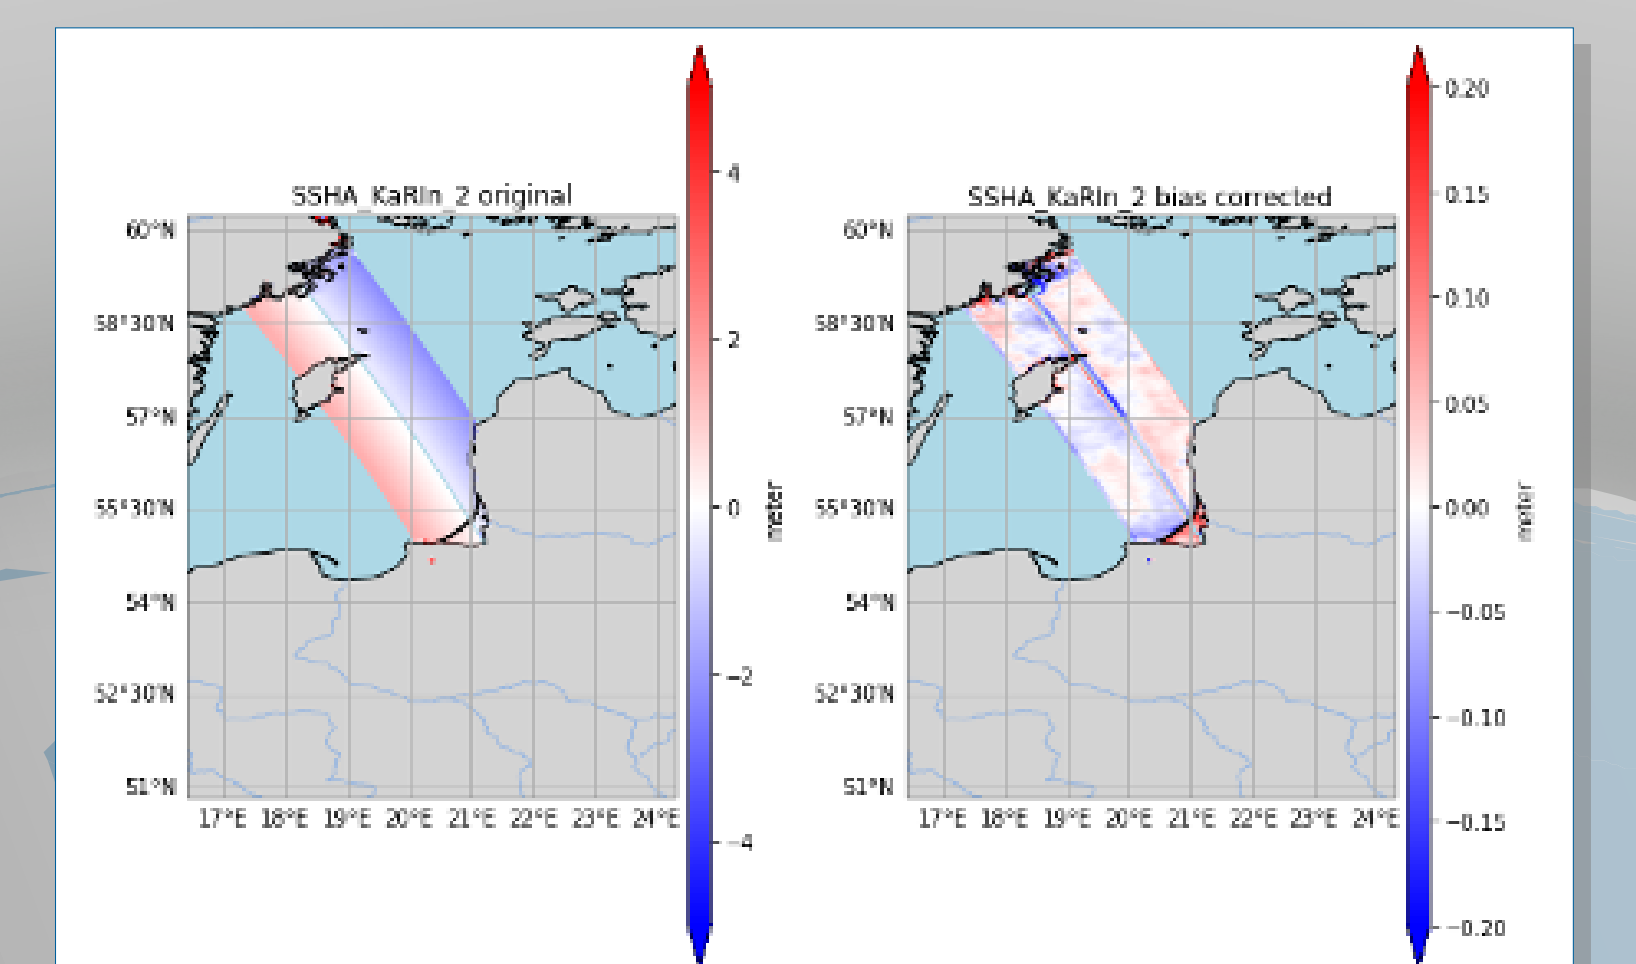 SSHA_KaRIn_2 original
60°N
58°30'N
57°N
55°30'N
54°N
52°30'N
51°N
17°E 18°E 19°E 20°E 21°E 22°E 23°E 24°E
4
2
0
−2
−4
meter
SSHA_KaRIn_2 bias corrected
60°N
58°30'N
57°N
55°30'N
54°N
52°30'N
51°N
17°E 18°E 19°E 20°E 21°E 22°E 23°E 24°E
0.20
0.15
0.10
0.05
0.00
−0.05
−0.10
−0.15
−0.20
meter